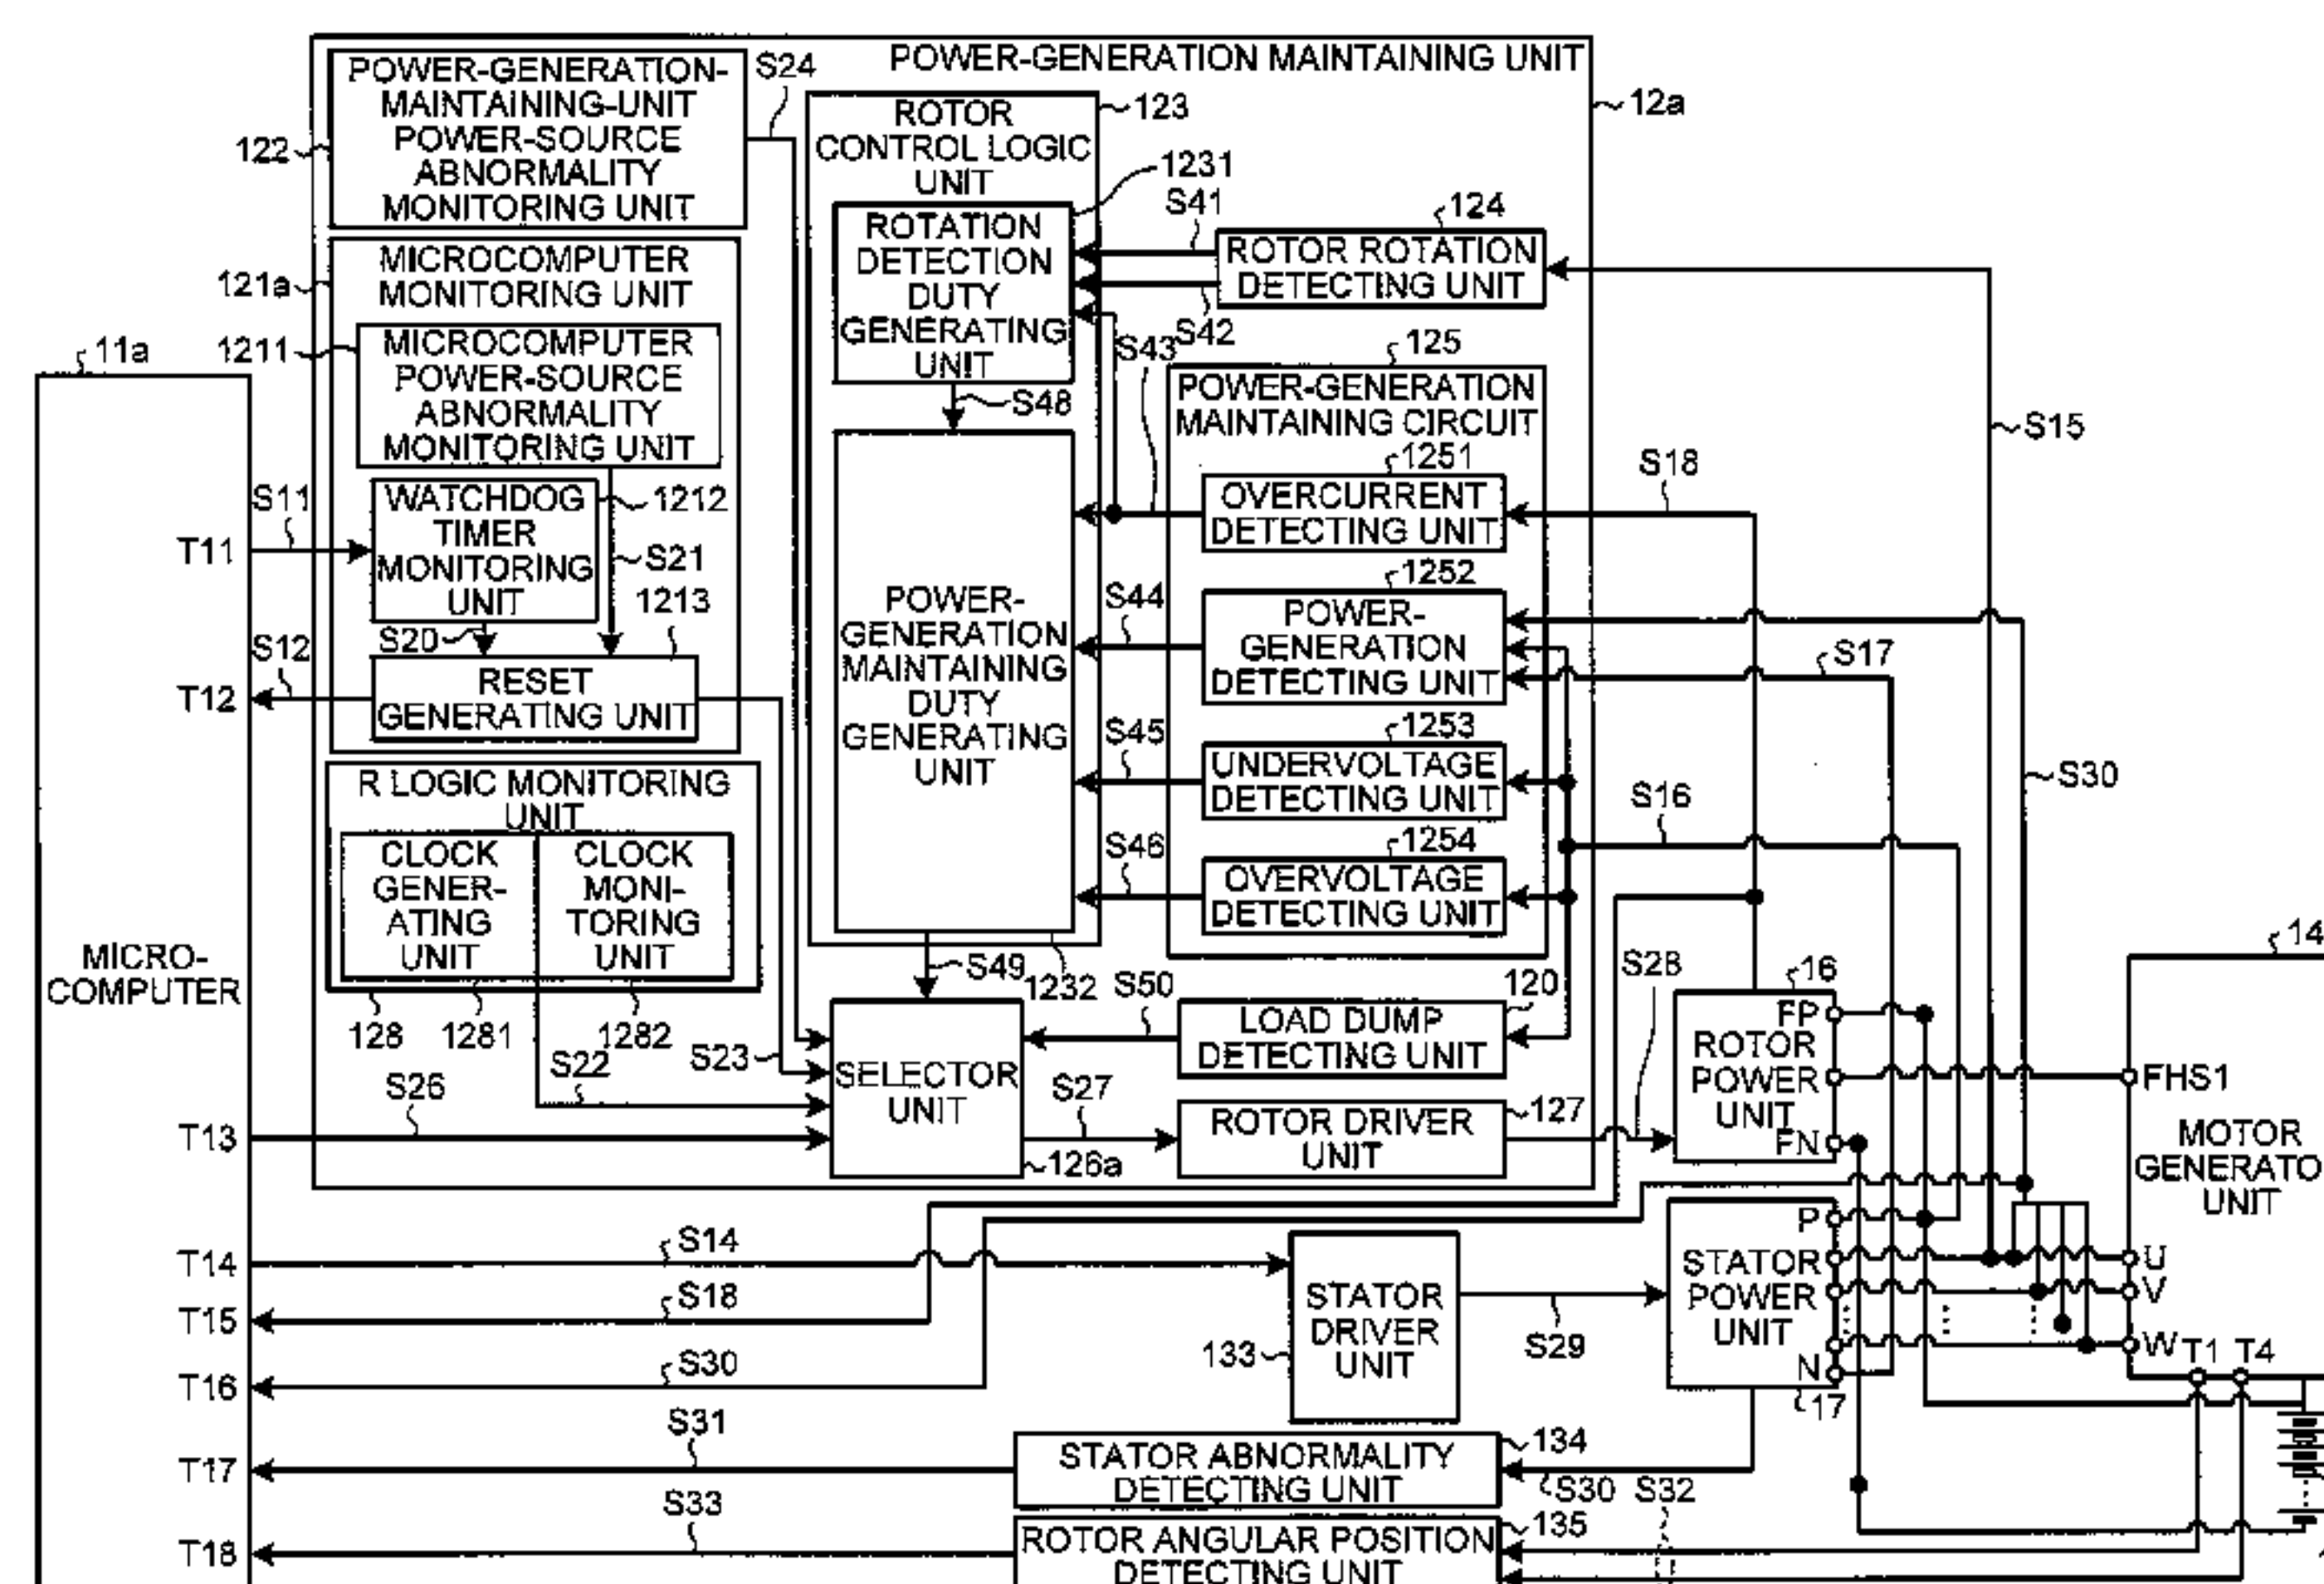 POWER-GENERATION MAINTAINING UNIT
12a
POWER-GENERATION-
MAINTAINING-UNIT
POWER-SOURCE
ABNORMALITY
MONITORING UNIT
122
S24
ROTOR
CONTROL LOGIC
UNIT
123
1231
ROTATION
DETECTION
DUTY
GENERATING
UNIT
S41
S42
124
ROTOR ROTATION
DETECTING UNIT
121a
MICROCOMPUTER
MONITORING UNIT
1211
MICROCOMPUTER
POWER-SOURCE
ABNORMALITY
MONITORING UNIT
11a
S43
S48
125
POWER-GENERATION
MAINTAINING CIRCUIT
S15
1251
OVERCURRENT
DETECTING UNIT
S18
S11
T11
WATCHDOG
TIMER
MONITORING
UNIT
1212
S21
1213
S20
S12
T12
RESET
GENERATING UNIT
POWER-
GENERATION
MAINTAINING
DUTY
GENERATING
UNIT
S44
1252
POWER-
GENERATION
DETECTING UNIT
S17
S45
1253
UNDERVOLTAGE
DETECTING UNIT
S30
S16
S46
1254
OVERVOLTAGE
DETECTING UNIT
R LOGIC MONITORING
UNIT
CLOCK
GENER-
ATING
UNIT
CLOCK
MONI-
TORING
UNIT
128
1281
1282
S22
S23
MICRO-
COMPUTER
S49
1232
S50
120
LOAD DUMP
DETECTING UNIT
S28
16
FP
ROTOR
POWER
UNIT
FN
14
FHS1
MOTOR
GENERATO
UNIT
S26
T13
SELECTOR
UNIT
126a
S27
ROTOR DRIVER
UNIT
127
T14
S14
T15
S18
T16
S30
STATOR
DRIVER
UNIT
133
S29
P
STATOR
POWER
UNIT
N
17
U
V
W
T1
T4
T17
S31
STATOR ABNORMALITY
DETECTING UNIT
134
S30
S32
T18
S33
ROTOR ANGULAR POSITION
DETECTING UNIT
135